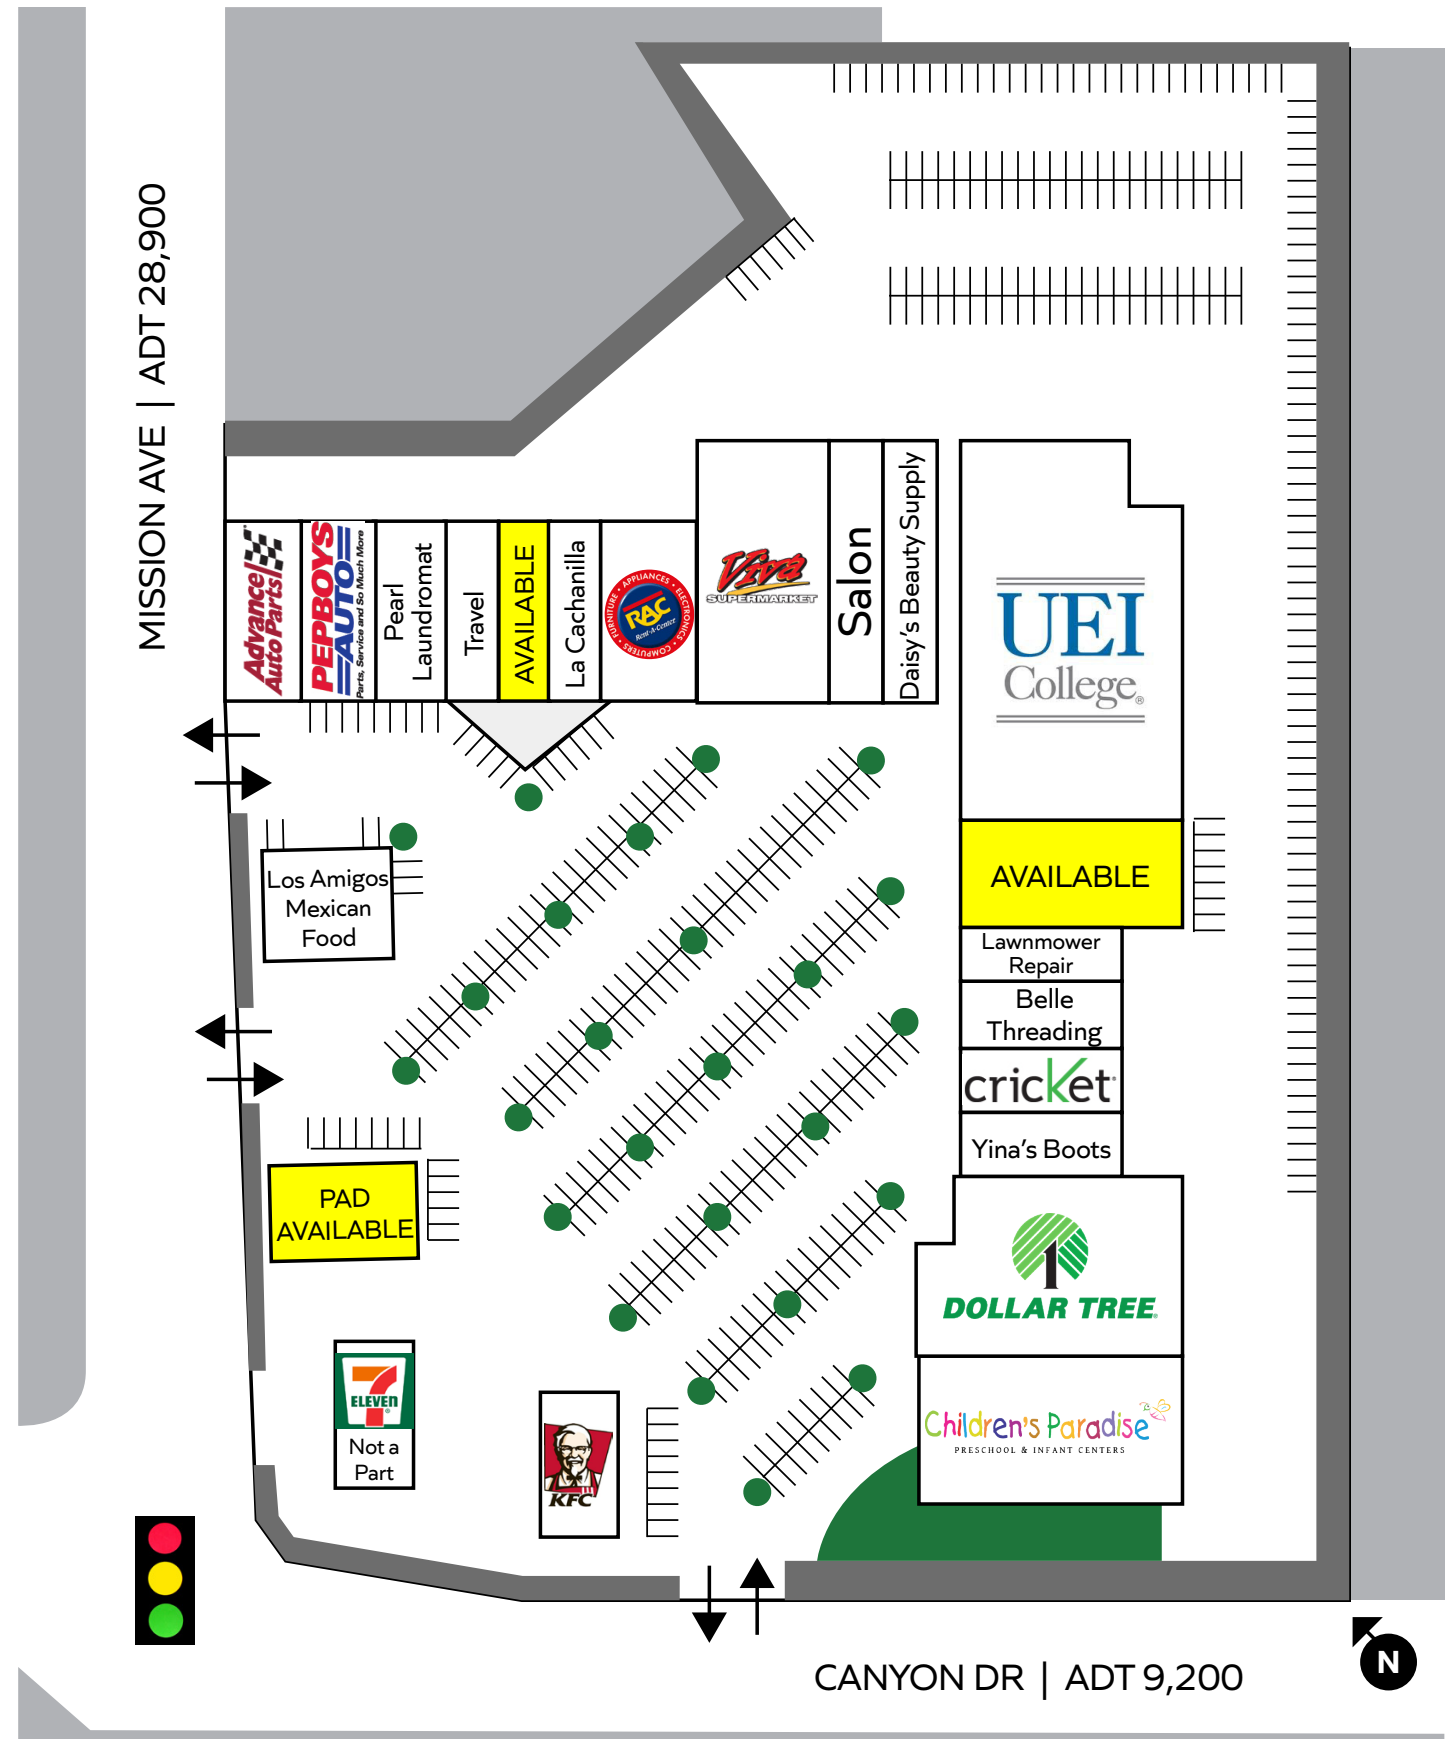 MISSION AVE | ADT 28,900
Advance
Auto Parts
PEPBOYS
AUTO
Parts, Service and So Much More
Pearl
Laundromat
Travel
AVAILABLE
La Cachanilla
FURNITURE • APPLIANCES • ELECTRONICS • COMPUTERS
RAC
Rent-A-Center
Viva
SUPERMARKET
Salon
Daisy's Beauty Supply
UEI
College®
AVAILABLE
Lawnmower
Repair
Belle
Threading
cricket
Yina's Boots
DOLLAR TREE
Children's Paradise
PRESCHOOL & INFANT CENTERS
Los Amigos
Mexican
Food
PAD
AVAILABLE
7
ELEVEN
Not a
Part
KFC
CANYON DR | ADT 9,200
N